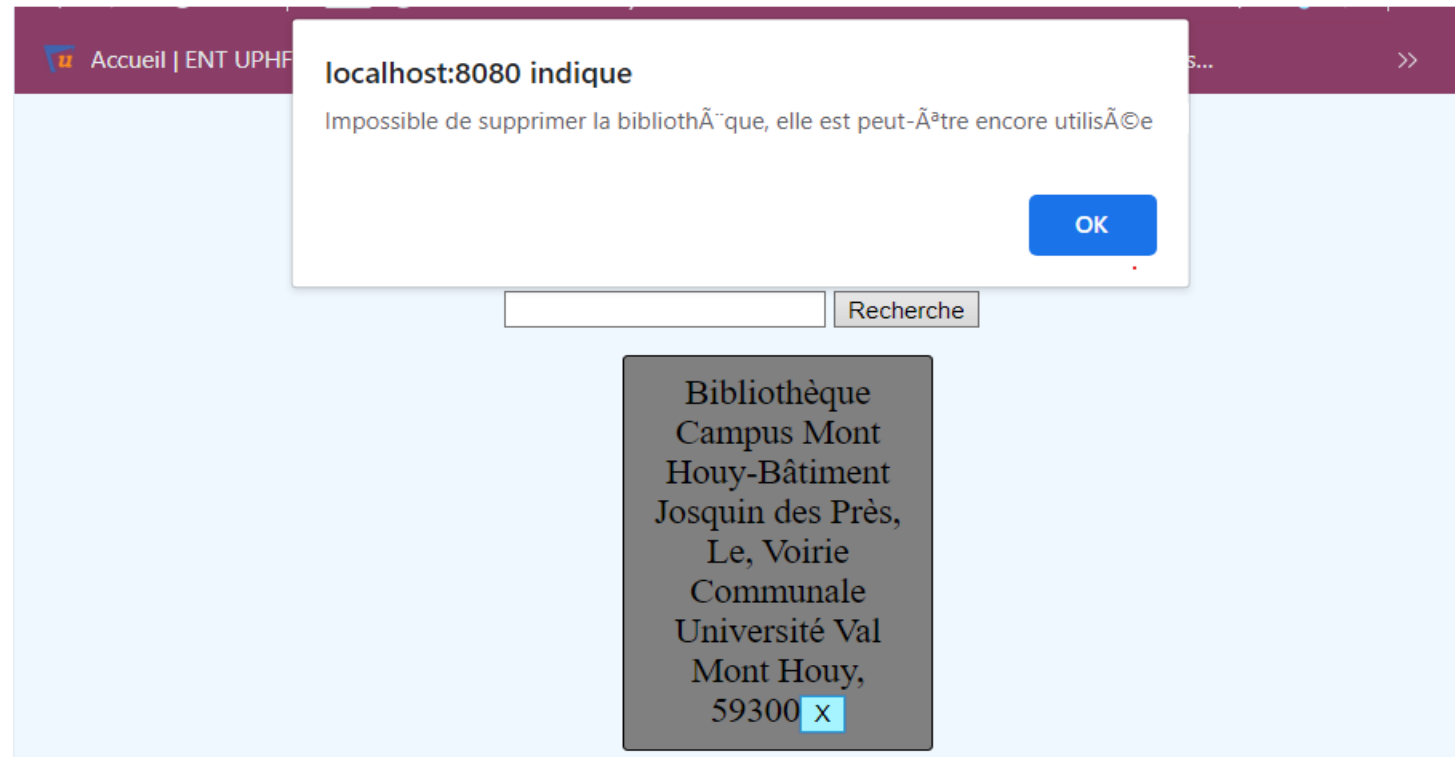 Accueil | ENT UPHF
s...
localhost:8080 indique
Impossible de supprimer la bibliothÃ¨que, elle est peut-Ãªtre encore utilisÃ©e
OK
Recherche
Bibliothèque
Campus Mont
Houy-Bâtiment
Josquin des Près,
Le, Voirie
Communale
Université Val
Mont Houy,
59300 X